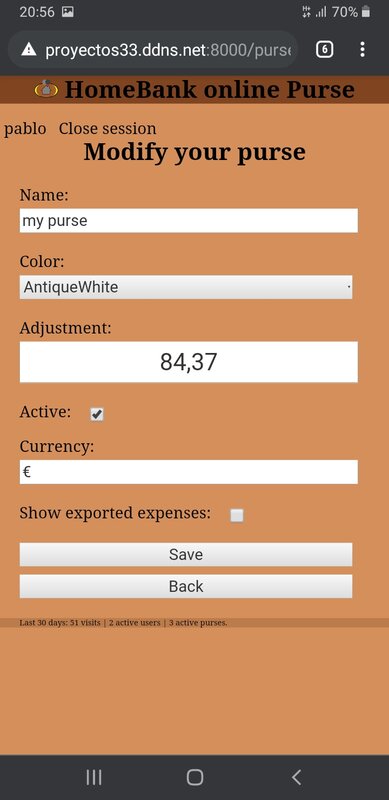 20:56 70%
proyectos33.ddns.net:8000/purse
6
HomeBank online Purse
pablo Close session
Modify your purse
Name:
my purse
Color:
AntiqueWhite
Adjustment:
84,37
Active:
Currency:
€
Show exported expenses:
Save
Back
Last 30 days: 51 visits | 2 active users | 3 active purses.